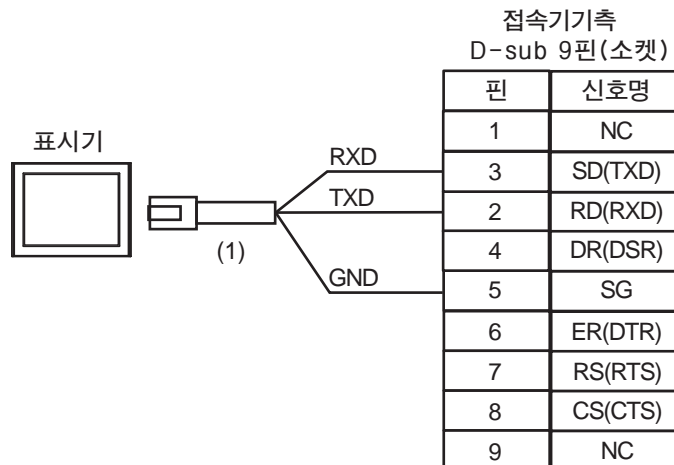 접속기기측
D-sub 9핀(소켓)
핀 신호명
표시기
1 NC
RXD
3 SD(TXD)
TXD
2 RD(RXD)
(1)
4 DR(DSR)
GND
5 SG
6 ER(DTR)
7 RS(RTS)
8 CS(CTS)
9 NC